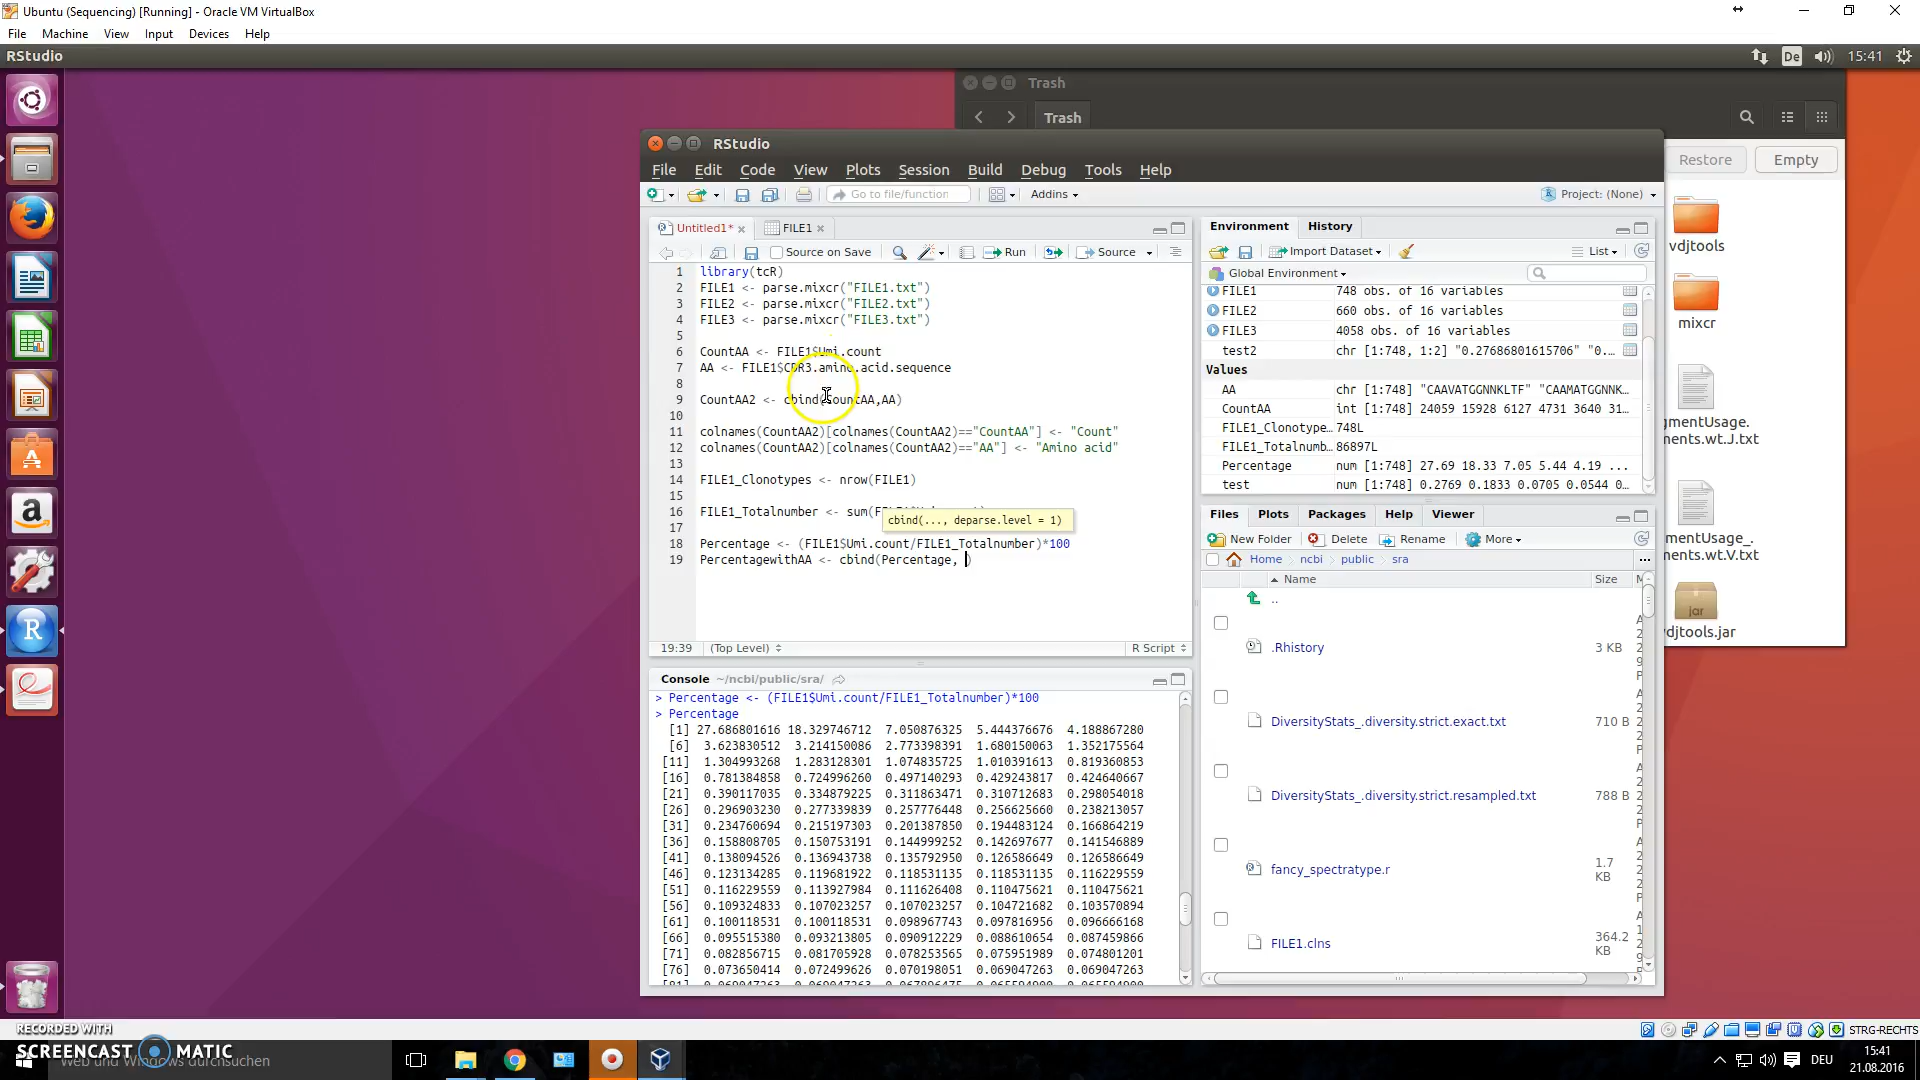 Ubuntu (Sequencing) [Running] - Oracle VM VirtualBox
File Machine View Input Devices Help
RStudio
De 15:41
Trash
Trash
Restore Empty
RStudio
File Edit Code View Plots Session Build Debug Tools Help
Go to file/function Addins Project: (None)
Untitled1* FILE1
Source on Save Run Source
1 library(tcR)
2 FILE1 <- parse.mixcr("FILE1.txt")
3 FILE2 <- parse.mixcr("FILE2.txt")
4 FILE3 <- parse.mixcr("FILE3.txt")
5
6 CountAA <- FILE1$Umi.count
7 AA <- FILE1$CDR3.amino.acid.sequence
8
9 CountAA2 <- cbind(CountAA,AA)
10
11 colnames(CountAA2)[colnames(CountAA2)=="CountAA"] <- "Count"
12 colnames(CountAA2)[colnames(CountAA2)=="AA"] <- "Amino acid"
13
14 FILE1_Clonotypes <- nrow(FILE1)
15
16 FILE1_Totalnumber <- sum(
cbind(..., deparse.level = 1)
17
18 Percentage <- (FILE1$Umi.count/FILE1_Totalnumber)*100
19 PercentagewithAA <- cbind(Percentage, )
19:39 (Top Level) R Script
Console ~/ncbi/public/sra/
> Percentage <- (FILE1$Umi.count/FILE1_Totalnumber)*100
> Percentage
[1] 27.686801616 18.329746712 7.050876325 5.444376676 4.188867280
[6] 3.623830512 3.214150086 2.773398391 1.680150063 1.352175564
[11] 1.304993268 1.283128301 1.074835725 1.010391613 0.819360853
[16] 0.781384858 0.724996260 0.497140293 0.429243817 0.424640667
[21] 0.390117035 0.334879225 0.311863471 0.310712683 0.298054018
[26] 0.296903230 0.277339839 0.257776448 0.256625660 0.238213057
[31] 0.234760694 0.215197303 0.201387850 0.194483124 0.166864219
[36] 0.158808705 0.150753191 0.144999252 0.142697677 0.141546889
[41] 0.138094526 0.136943738 0.135792950 0.126586649 0.126586649
[46] 0.123134285 0.119681922 0.118531135 0.118531135 0.116229559
[51] 0.116229559 0.113927984 0.111626408 0.110475621 0.110475621
[56] 0.109324833 0.107023257 0.107023257 0.104721682 0.103570894
[61] 0.100118531 0.100118531 0.098967743 0.097816956 0.096666168
[66] 0.095515380 0.093213805 0.090912229 0.088610654 0.087459866
[71] 0.082856715 0.081705928 0.078253565 0.075951989 0.074801201
[76] 0.073650414 0.072499626 0.070198051 0.069047263 0.069047263
Environment History
Import Dataset List
Global Environment
FILE1 748 obs. of 16 variables
FILE2 660 obs. of 16 variables
FILE3 4058 obs. of 16 variables
test2 chr [1:748, 1:2] "0.27686801615706" "0.…
Values
AA chr [1:748] "CAAVATGGNNKLTF" "CAAMATGGNNK…
CountAA int [1:748] 24059 15928 6127 4731 3640 31…
FILE1_Clonotype… 748L
FILE1_Totalnumb… 86897L
Percentage num [1:748] 27.69 18.33 7.05 5.44 4.19 ...
test num [1:748] 0.2769 0.1833 0.0705 0.0544 0…
Files Plots Packages Help Viewer
New Folder Delete Rename More
Home ncbi public sra ...
Name Size
..
.Rhistory 3 KB
DiversityStats_.diversity.strict.exact.txt 710 B
DiversityStats_.diversity.strict.resampled.txt 788 B
fancy_spectratype.r 1.7 KB
FILE1.clns 364.2 KB
vdjtools
mixcr
gmentUsage.
ments.wt.J.txt
gmentUsage_.
ments.wt.V.txt
jar
vdjtools.jar
STRG-RECHTS
RECORDED WITH
SCREENCAST MATIC
Web und Windows durchsuchen
DEU
15:41
21.08.2016